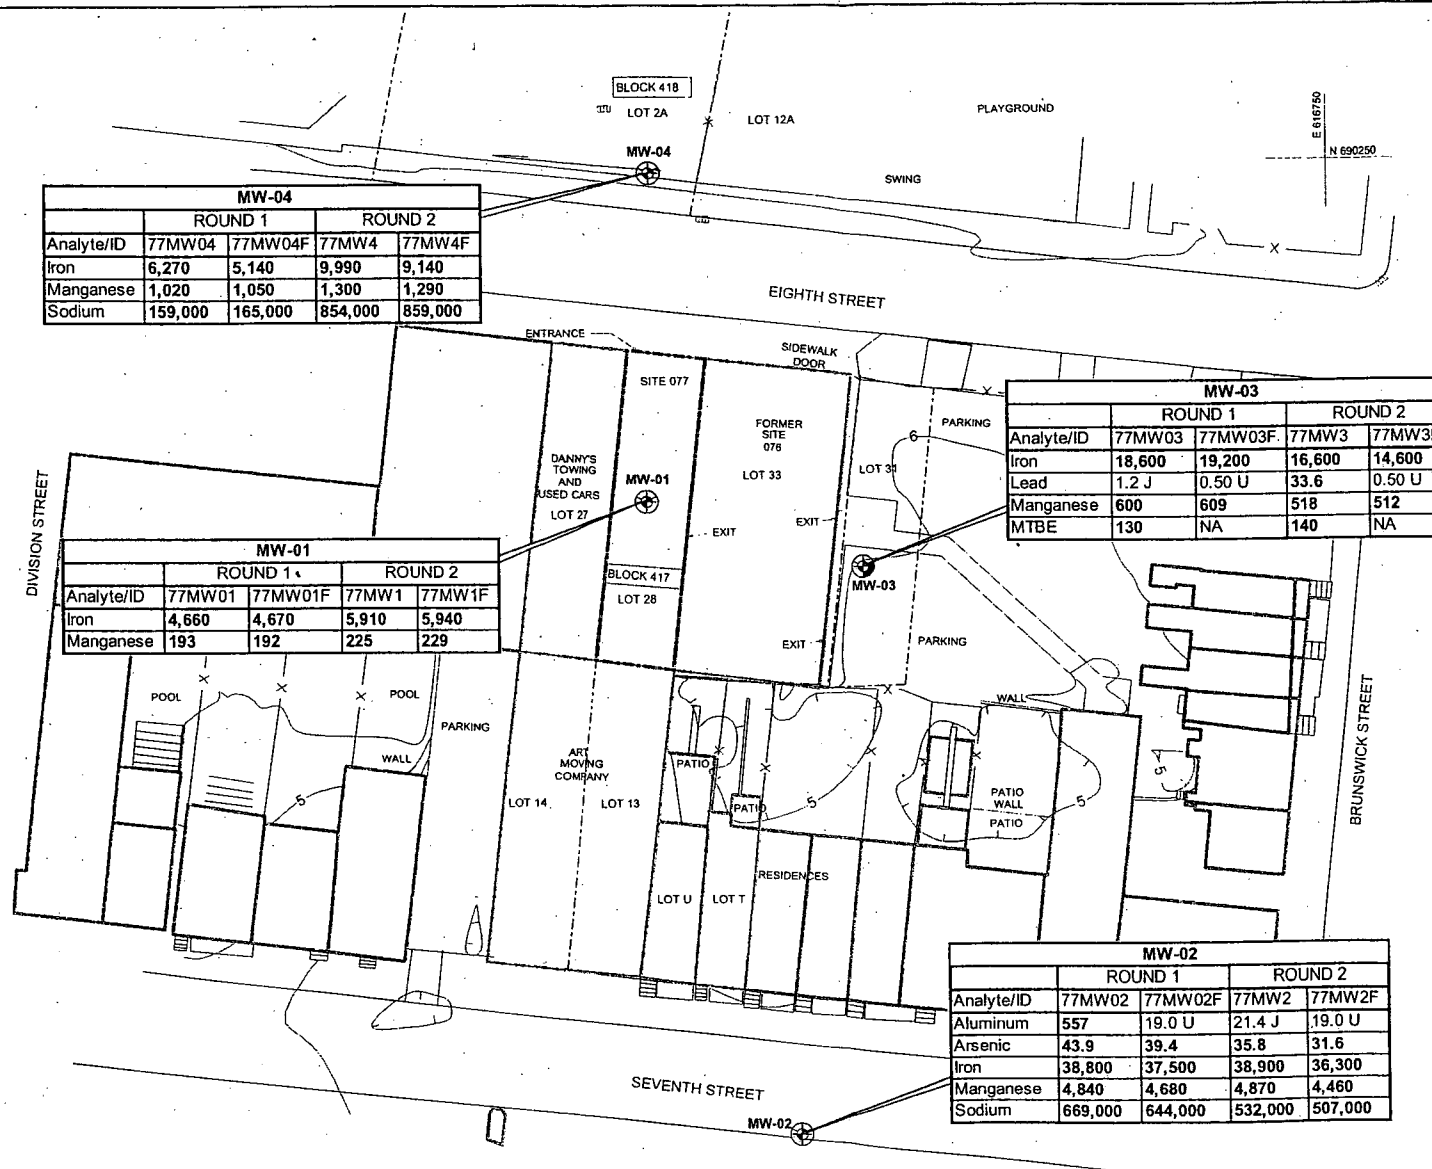 BLOCK 418
LOT 2A
LOT 12A
PLAYGROUND
E 616750
N 690250
MW-04
SWING
MW-04
ROUND 1 ROUND 2
Analyte/ID 77MW04 77MW04F 77MW4 77MW4F
Iron 6,270 5,140 9,990 9,140
Manganese 1,020 1,050 1,300 1,290
Sodium 159,000 165,000 854,000 859,000
EIGHTH STREET
ENTRANCE
SIDEWALK
DOOR
SITE 077
FORMER
SITE
076
LOT 33
PARKING
6
LOT 31
MW-03
ROUND 1 ROUND 2
Analyte/ID 77MW03 77MW03F 77MW3
Iron 18,600 19,200 16,600 14,600
Lead 1.2 J 0.50 U 33.6 0.50 U
Manganese 600 609 518 512
MTBE 130 NA 140 NA
DANNY'S
TOWING
AND
USED CARS
LOT 27
MW-01
EXIT
EXIT
DIVISION STREET
MW-01
ROUND 1 ROUND 2
Analyte/ID 77MW01 77MW01F 77MW1 77MW1F
Iron 4,660 4,670 5,910 5,940
Manganese 193 192 225 229
BLOCK 417
LOT 28
MW-03
EXIT
PARKING
POOL
POOL
PARKING
WALL
WALL
ART
MOVING
COMPANY
LOT 14
LOT 13
PATIO
PATIO
5
5
PATIO
WALL
PATIO
5
5
BRUNSWICK STREET
RESIDENCES
LOT U
LOT T
MW-02
ROUND 1 ROUND 2
Analyte/ID 77MW02 77MW02F 77MW2 77MW2F
Aluminum 557 19.0 U 21.4 J 19.0 U
Arsenic 43.9 39.4 35.8 31.6
Iron 38,800 37,500 38,900 36,300
Manganese 4,840 4,680 4,870 4,460
Sodium 669,000 644,000 532,000 507,000
SEVENTH STREET
MW-02